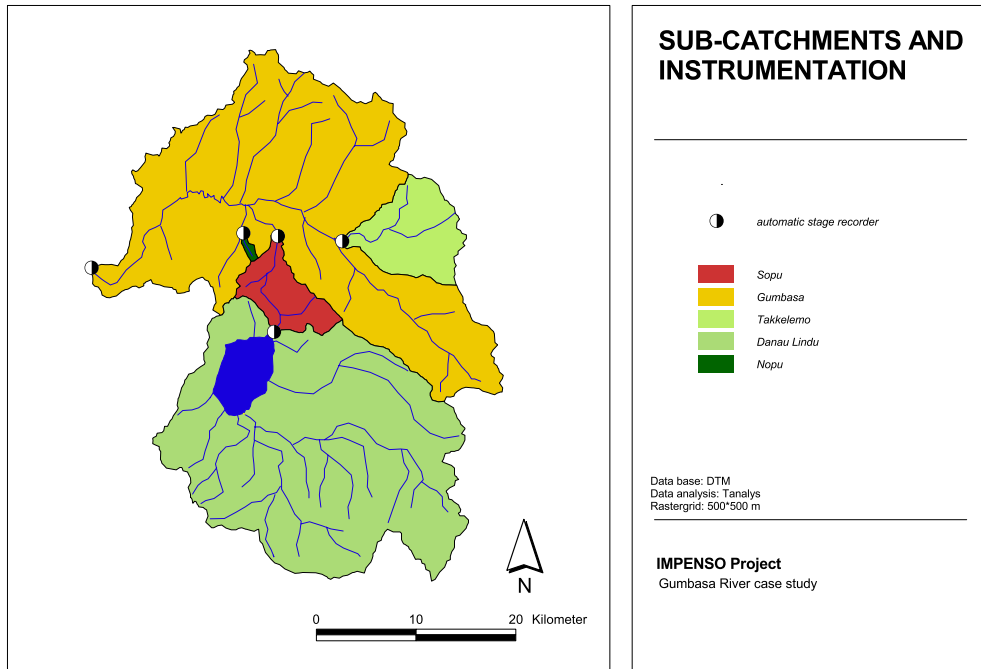 SUB-CATCHMENTS AND
INSTRUMENTATION
automatic stage recorder
Sopu
Gumbasa
Takkelemo
Danau Lindu
Nopu
Data base: DTM
Data analysis: Tanalys
Rastergrid: 500*500 m
IMPENSO Project
Gumbasa River case study
N
0 10 20 Kilometer